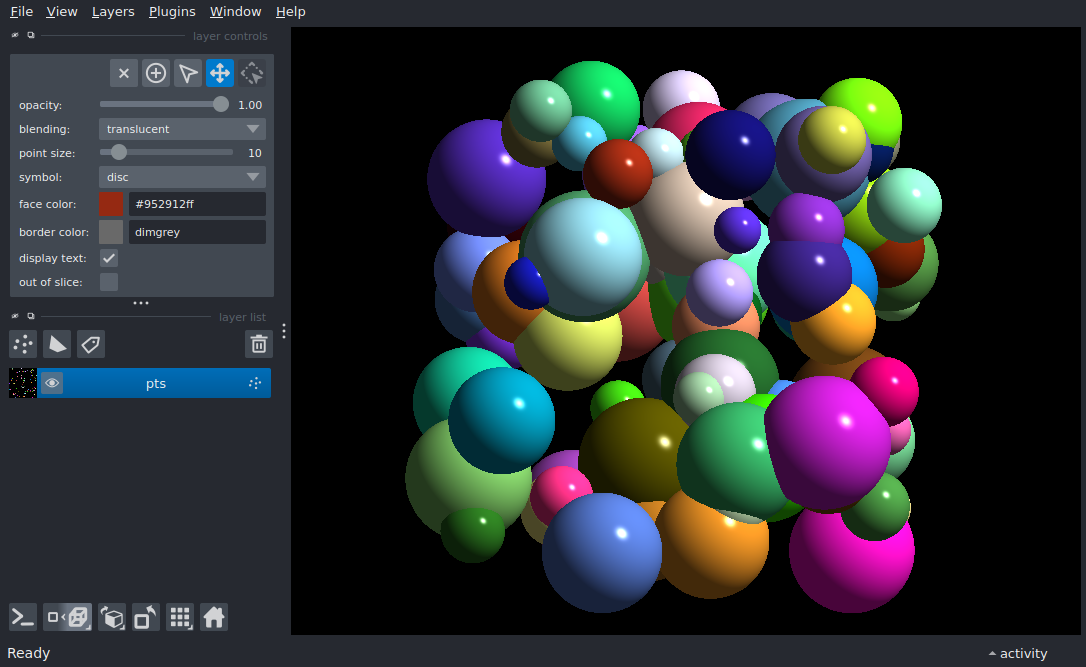 File View Layers Plugins Window Help
layer controls
opacity: 1.00
blending: translucent
point size: 10
symbol: disc
face color: #952912ff
border color: dimgrey
display text:
out of slice:
layer list
pts
Ready
activity